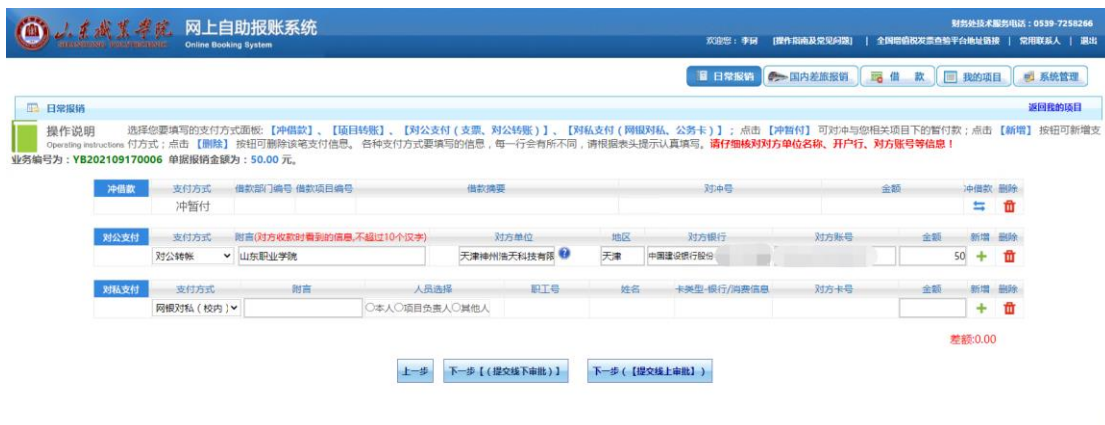 山东职业学院
网上自助报账系统
Online Booking System
财务处技术服务电话：0539-7258266
欢迎您：李 [操作指南及常见问题] | 全国增值税发票查验平台地址链接 | 常用联系人 | 退出
日常报销 国内差旅报销 借 款 我的项目 系统管理
日常报销
返回我的项目
操作说明 选择您要填写的支付方式面板:【冲借款】、【项目转账】、【对公支付（支票、对公转账）】、【对私支付（网银对私、公务卡）】；点击【冲暂付】可对冲与您相关项目下的暂付款；点击【新增】按钮可新增支
Operating instructions 付方式；点击【删除】按钮可删除该笔支付信息。 各种支付方式要填写的信息，每一行会有所不同，请根据表头提示认真填写。请仔细核对对方单位名称、开户行、对方账号等信息！
业务编号为：YB202109170006 单据报销金额为：50.00 元。
冲借款 支付方式 借款部门编号 借款项目编号 借款摘要 对冲号 金额 冲借款 删除
冲暂付
对公支付 支付方式 附言(对方收款时看到的信息,不超过10个汉字) 对方单位 地区 对方银行 对方账号 金额 新增 删除
对公转账 山东职业学院 天津神州浩天科技有限 天津 中国建设银行股份 50
对私支付 支付方式 附言 人员选择 职工号 姓名 卡类型-银行/消费信息 对方卡号 金额 新增 删除
网银对私（校内） 本人 项目负责人 其他人
差额:0.00
上一步 下一步【（提交线下审批）】 下一步（【提交线上审批】）